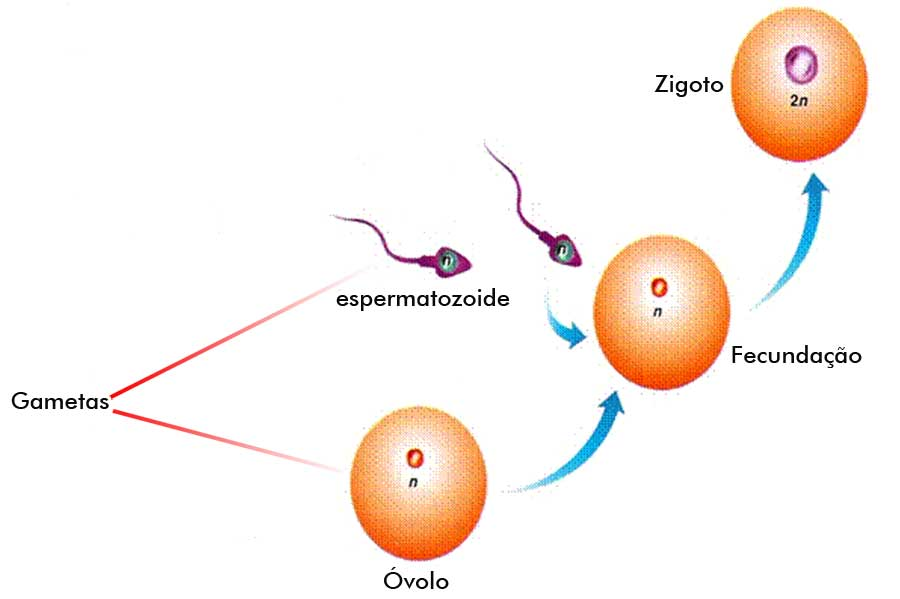 Zigoto
2n
n
n
espermatozoide
n
Fecundação
Gametas
n
Óvolo